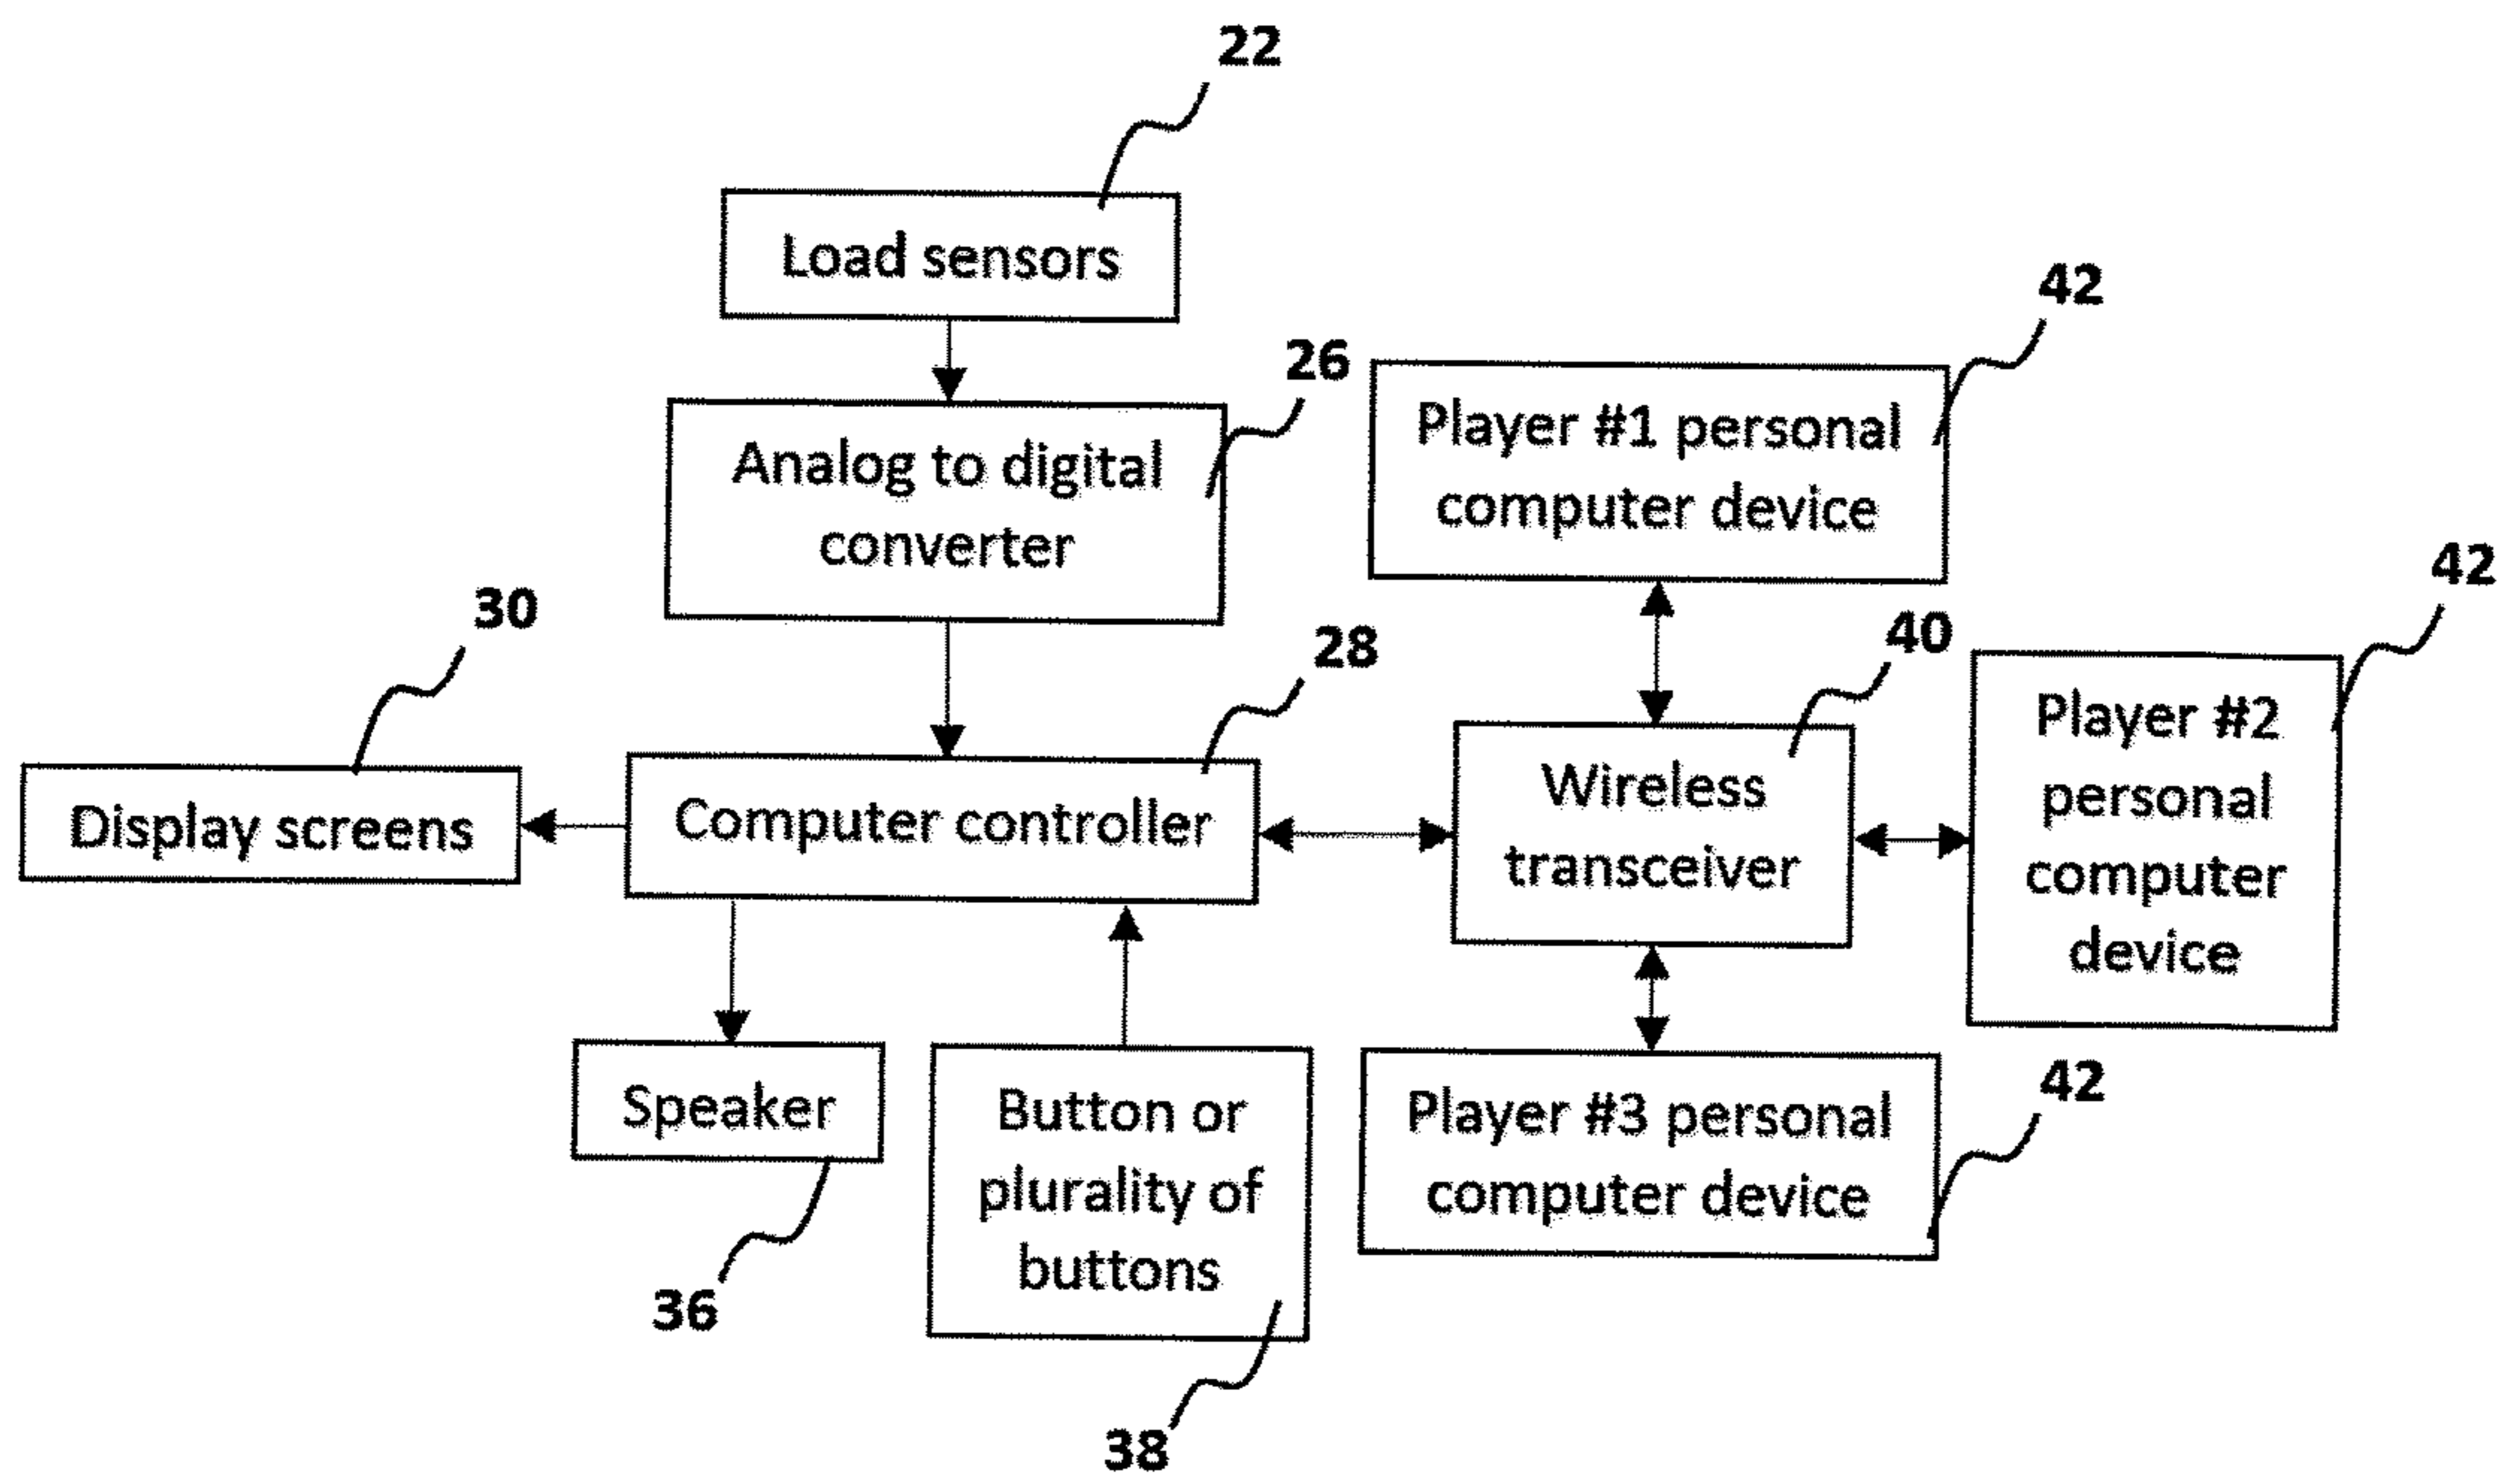 22
Load sensors
42
26
Player #1 personal
computer device
Analog to digital
converter
42
30
28
40
Player #2
personal
computer
device
Display screens
Computer controller
Wireless
transceiver
Speaker
36
Button or
plurality of
buttons
38
Player #3 personal
computer device
42